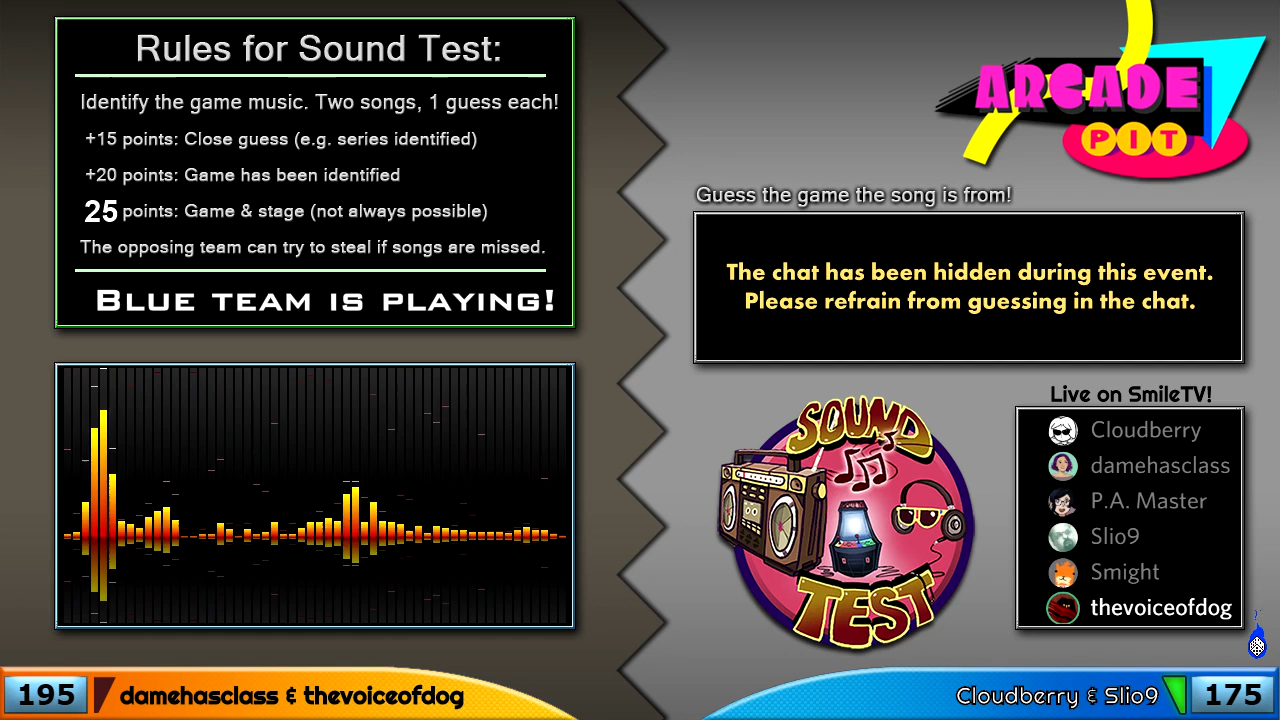 Rules for Sound Test:
Identify the game music. Two songs, 1 guess each!
+15 points: Close guess (e.g. series identified)
+20 points: Game has been identified
25 points: Game & stage (not always possible)
The opposing team can try to steal if songs are missed.
BLUE TEAM IS PLAYING!
ARCADE
PIT
Guess the game the song is from!
The chat has been hidden during this event.
Please refrain from guessing in the chat.
SOUND
TEST
Live on SmileTV!
Cloudberry
damehasclass
P.A. Master
Slio9
Smight
thevoiceofdog
195
damehasclass & thevoiceofdog
Cloudberry & Slio9
175